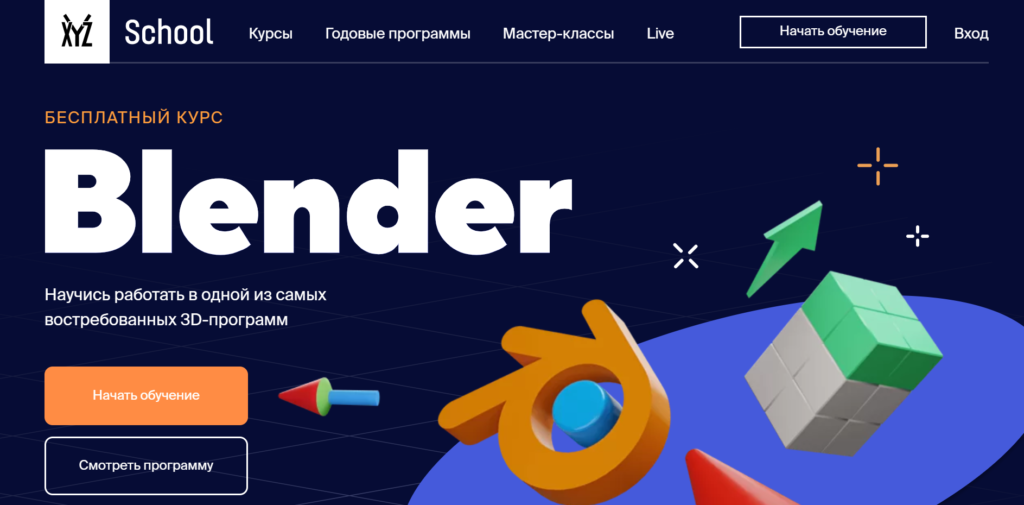 XYZ School Курсы Годовые программы Мастер-классы Live Начать обучение Вход
БЕСПЛАТНЫЙ КУРС
Blender
Научись работать в одной из самых
востребованных 3D-программ
Начать обучение
Смотреть программу